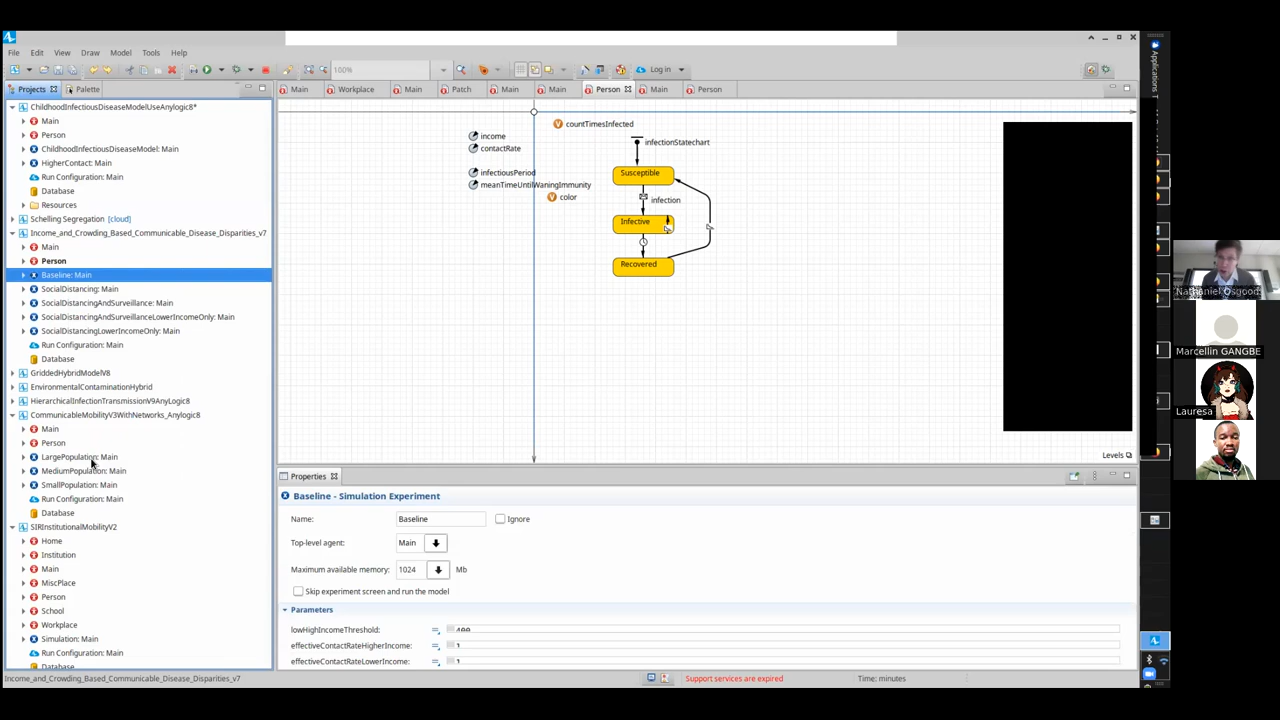 File Edit View Draw Model Tools Help
100%
Log in
Projects
Palette
Main
Workplace
Main
Patch
Main
Main
Person
Main
Person
ChildhoodInfectiousDiseaseModelUseAnylogic8*
Main
Person
ChildhoodInfectiousDiseaseModel: Main
HigherContact: Main
Run Configuration: Main
Database
Resources
Schelling Segregation [cloud]
Income_and_Crowding_Based_Communicable_Disease_Disparities_v7
Main
Person
Baseline: Main
SocialDistancing: Main
SocialDistancingAndSurveillance: Main
SocialDistancingAndSurveillanceLowerIncomeOnly: Main
SocialDistancingLowerIncomeOnly: Main
Run Configuration: Main
Database
GriddedHybridModelV8
EnvironmentalContaminationHybrid
HierarchicalInfectionTransmissionV9AnyLogic8
CommunicableMobilityV3WithNetworks_Anylogic8
Main
Person
LargePopulation: Main
MediumPopulation: Main
SmallPopulation: Main
Run Configuration: Main
Database
SIRInstitutionalMobilityV2
Home
Institution
Main
MiscPlace
Person
School
Workplace
Simulation: Main
Run Configuration: Main
Database
countTimesInfected
income
contactRate
infectiousPeriod
meanTimeUntilWaningImmunity
color
infectionStatechart
Susceptible
infection
Infective
Recovered
Levels
Properties
Baseline - Simulation Experiment
Name: Baseline Ignore
Top-level agent: Main
Maximum available memory: 1024 Mb
Skip experiment screen and run the model
Parameters
lowHighIncomeThreshold: 400
effectiveContactRateHigherIncome: 1
effectiveContactRateLowerIncome: 1
Income_and_Crowding_Based_Communicable_Disease_Disparities_v7
Support services are expired
Time: minutes
Applications
Nathaniel Osgood
Marcellin GANGBE
Lauresa